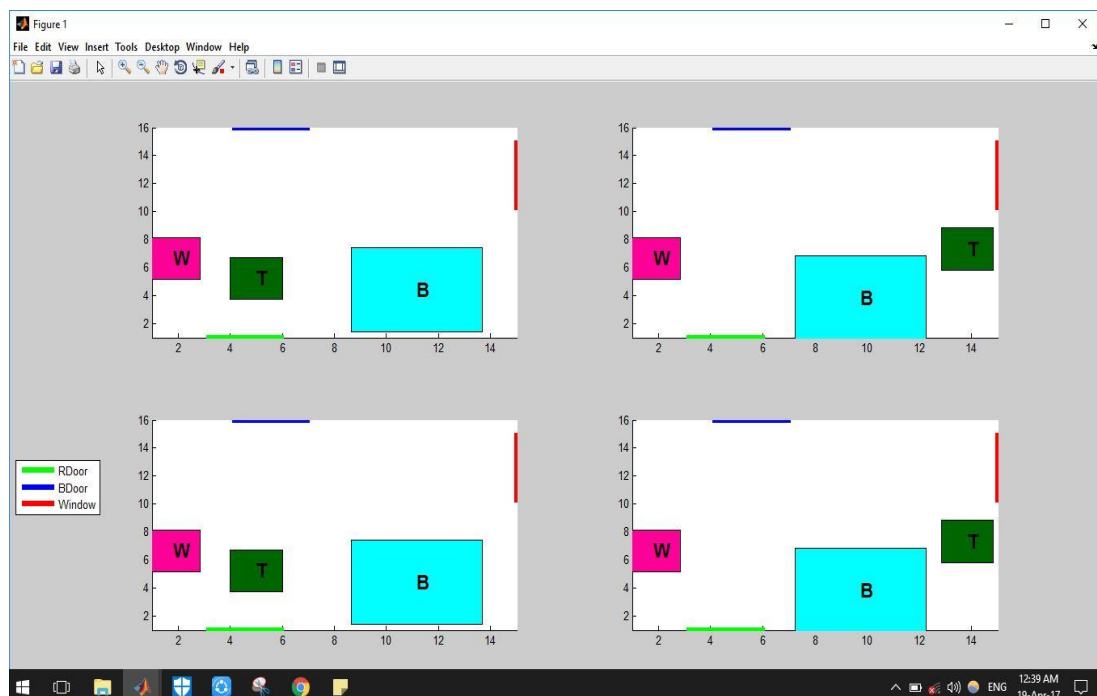 Figure 1
File Edit View Insert Tools Desktop Window Help
16
14
12
10
8
6
4
2
W
T
B
2 4 6 8 10 12 14
16
14
12
10
8
6
4
2
W
T
B
2 4 6 8 10 12 14
RDoor
BDoor
Window
16
14
12
10
8
6
4
2
W
T
B
2 4 6 8 10 12 14
16
14
12
10
8
6
4
2
W
T
B
2 4 6 8 10 12 14
ENG
12:39 AM
19-Apr-17